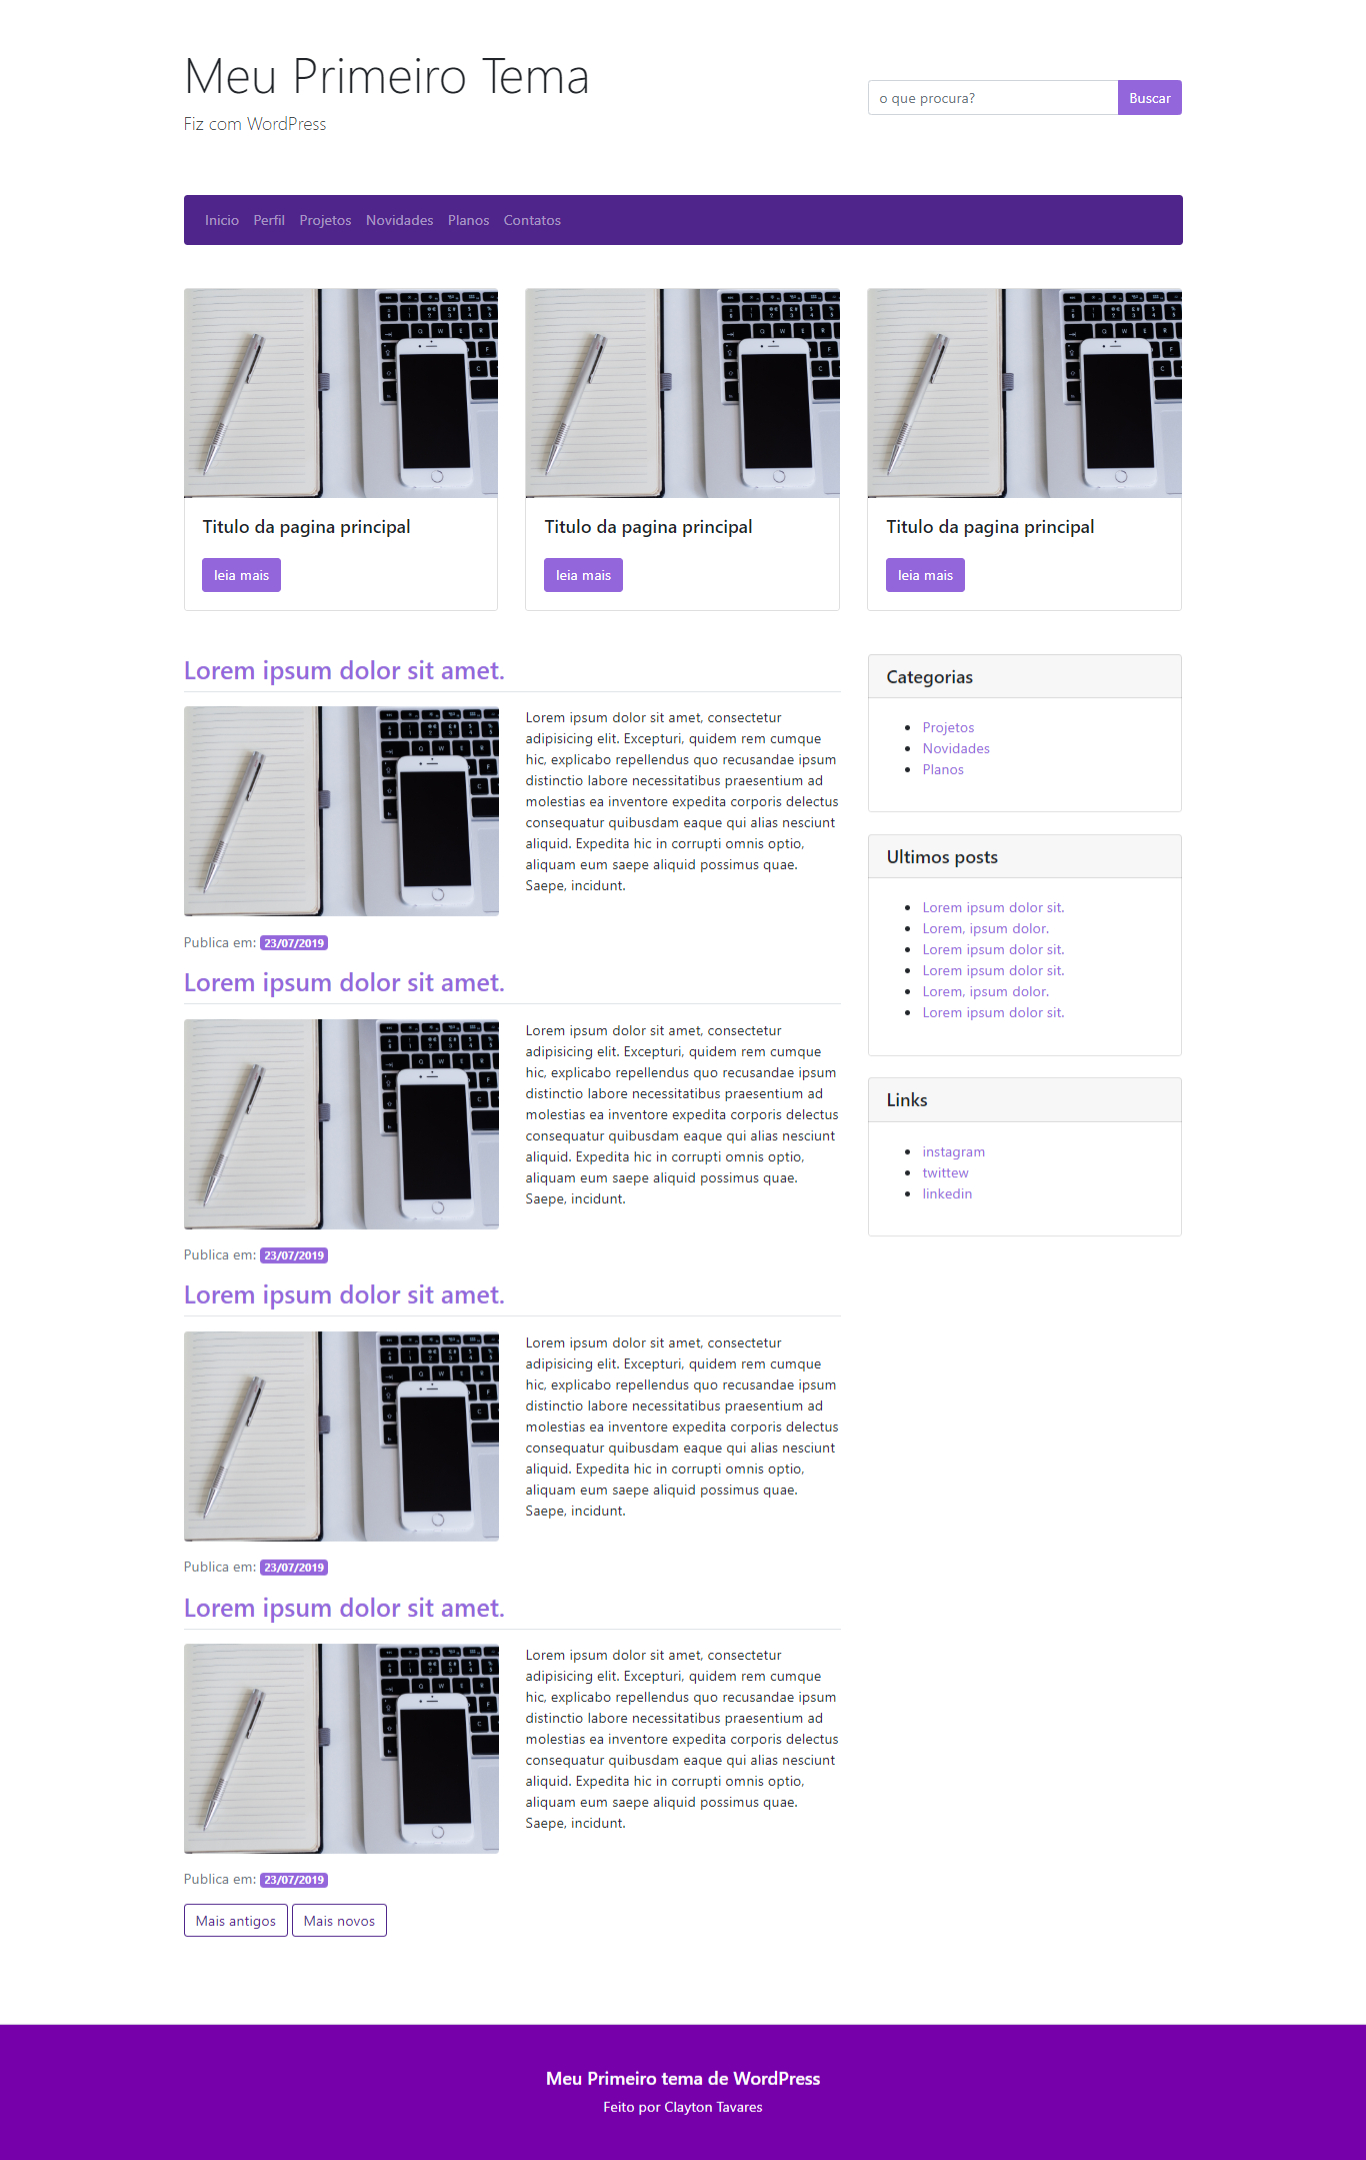 Meu Primeiro Tema
Fiz com WordPress
o que procura? Buscar
Inicio Perfil Projetos Novidades Planos Contatos
Titulo da pagina principal
leia mais
Titulo da pagina principal
leia mais
Titulo da pagina principal
leia mais
Lorem ipsum dolor sit amet.
Lorem ipsum dolor sit amet, consectetur
adipisicing elit. Excepturi, quidem rem cumque
hic, explicabo repellendus quo recusandae ipsum
distinctio labore necessitatibus praesentium ad
molestias ea inventore expedita corporis delectus
consequatur quibusdam eaque qui alias nesciunt
aliquid. Expedita hic in corrupti omnis optio,
aliquam eum saepe aliquid possimus quae.
Saepe, incidunt.
Publica em: 23/07/2019
Lorem ipsum dolor sit amet.
Lorem ipsum dolor sit amet, consectetur
adipisicing elit. Excepturi, quidem rem cumque
hic, explicabo repellendus quo recusandae ipsum
distinctio labore necessitatibus praesentium ad
molestias ea inventore expedita corporis delectus
consequatur quibusdam eaque qui alias nesciunt
aliquid. Expedita hic in corrupti omnis optio,
aliquam eum saepe aliquid possimus quae.
Saepe, incidunt.
Publica em: 23/07/2019
Lorem ipsum dolor sit amet.
Lorem ipsum dolor sit amet, consectetur
adipisicing elit. Excepturi, quidem rem cumque
hic, explicabo repellendus quo recusandae ipsum
distinctio labore necessitatibus praesentium ad
molestias ea inventore expedita corporis delectus
consequatur quibusdam eaque qui alias nesciunt
aliquid. Expedita hic in corrupti omnis optio,
aliquam eum saepe aliquid possimus quae.
Saepe, incidunt.
Publica em: 23/07/2019
Lorem ipsum dolor sit amet.
Lorem ipsum dolor sit amet, consectetur
adipisicing elit. Excepturi, quidem rem cumque
hic, explicabo repellendus quo recusandae ipsum
distinctio labore necessitatibus praesentium ad
molestias ea inventore expedita corporis delectus
consequatur quibusdam eaque qui alias nesciunt
aliquid. Expedita hic in corrupti omnis optio,
aliquam eum saepe aliquid possimus quae.
Saepe, incidunt.
Publica em: 23/07/2019
Mais antigos Mais novos
Categorias
Projetos
Novidades
Planos
Ultimos posts
Lorem ipsum dolor sit.
Lorem, ipsum dolor.
Lorem ipsum dolor sit.
Lorem ipsum dolor sit.
Lorem, ipsum dolor.
Lorem ipsum dolor sit.
Links
instagram
twittew
linkedin
Meu Primeiro tema de WordPress
Feito por Clayton Tavares